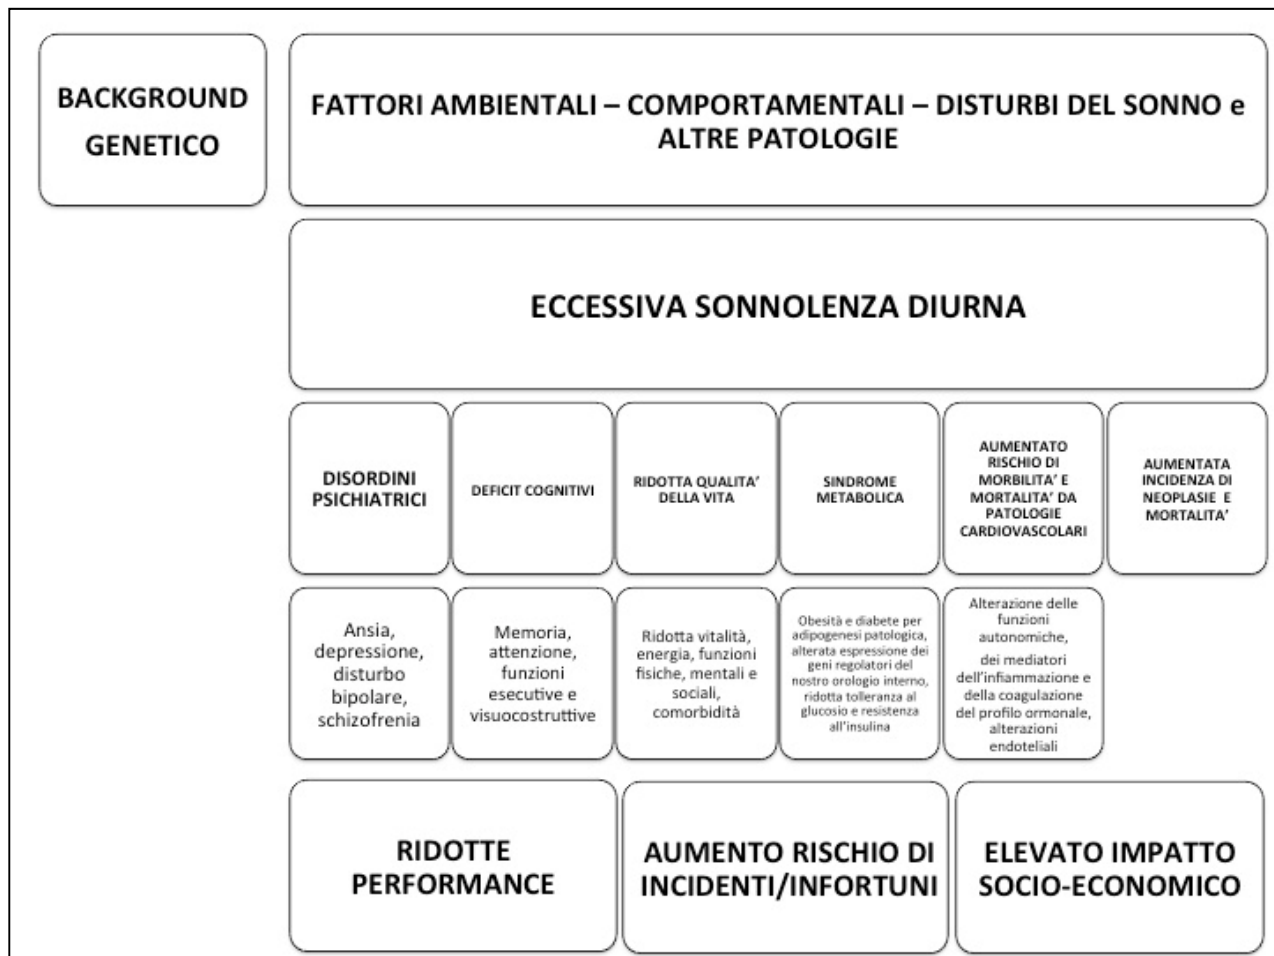 BACKGROUND
GENETICO
FATTORI AMBIENTALI – COMPORTAMENTALI – DISTURBI DEL SONNO e
ALTRE PATOLOGIE
ECCESSIVA SONNOLENZA DIURNA
DISORDINI
PSICHIATRICI
DEFICIT COGNITIVI
RIDOTTA QUALITA’
DELLA VITA
SINDROME
METABOLICA
AUMENTATO
RISCHIO DI
MORBILITA’ E
MORTALITA’ DA
PATOLOGIE
CARDIOVASCOLARI
AUMENTATA
INCIDENZA DI
NEOPLASIE E
MORTALITA’
Ansia,
depressione,
disturbo
bipolare,
schizofrenia
Memoria,
attenzione,
funzioni
esecutive e
visuocostruttive
Ridotta vitalità,
energia, funzioni
fisiche, mentali e
sociali,
comorbidità
Obesità e diabete per
adipogenesi patologica,
alterata espressione dei
geni regolatori del
nostro orologio interno,
ridotta tolleranza al
glucosio e resistenza
all’insulina
Alterazione delle
funzioni
autonomiche,
dei mediatori
dell’infiammazione e
della coagulazione
del profilo ormonale,
alterazioni
endoteliali
RIDOTTE
PERFORMANCE
AUMENTO RISCHIO DI
INCIDENTI/INFORTUNI
ELEVATO IMPATTO
SOCIO-ECONOMICO